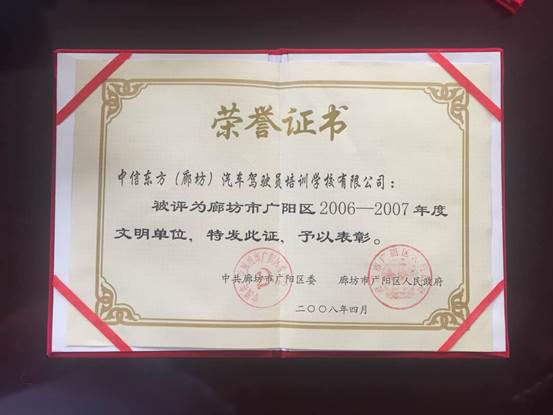 荣誉证书
中信东方（廊坊）汽车驾驶员培训学校有限公司：
被评为廊坊市广阳区2006—2007年度
文明单位，特发此证，予以表彰。
中共廊坊市广阳区委 廊坊市广阳区人民政府
二〇〇八年四月